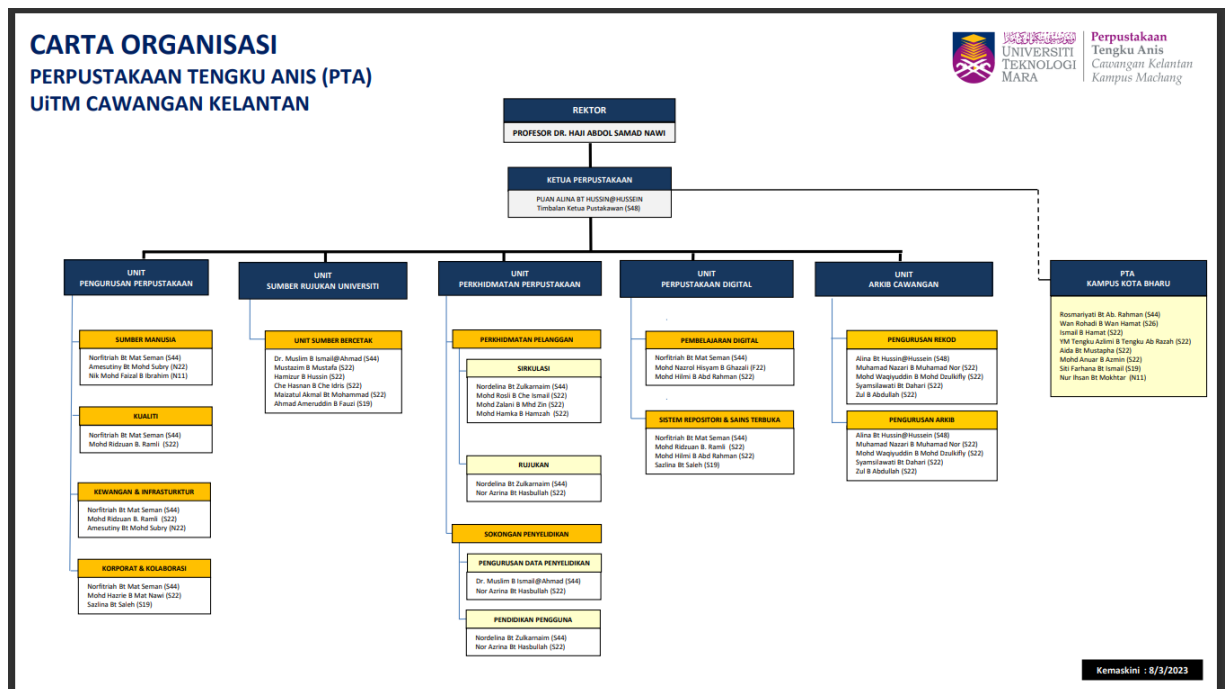 CARTA ORGANISASI
PERPUSTAKAAN TENGKU ANIS (PTA)
UiTM CAWANGAN KELANTAN
UNIVERSITI
TEKNOLOGI
MARA
Perpustakaan
Tengku Anis
Cawangan Kelantan
Kampus Machang
REKTOR
PROFESOR DR. HAJI ABDOL SAMAD NAWI
KETUA PERPUSTAKAAN
PUAN ALINA BT HUSSIN@HUSSEIN
Timbalan Ketua Pustakawan (S48)
UNIT
PENGURUSAN PERPUSTAKAAN
SUMBER MANUSIA
Norfitriah Bt Mat Seman (S44)
Amesutiny Bt Mohd Subry (N22)
Nik Mohd Faizal B Ibrahim (N11)
KUALITI
Norfitriah Bt Mat Seman (S44)
Mohd Ridzuan B. Ramli (S22)
KEWANGAN & INFRASTURKTUR
Norfitriah Bt Mat Seman (S44)
Mohd Ridzuan B. Ramli (S22)
Amesutiny Bt Mohd Subry (N22)
KORPORAT & KOLABORASI
Norfitriah Bt Mat Seman (S44)
Mohd Hazrie B Mat Nawi (S22)
Sazlina Bt Saleh (S19)
UNIT
SUMBER RUJUKAN UNIVERSITI
UNIT SUMBER BERCETAK
Dr. Muslim B Ismail@Ahmad (S44)
Mustazim B Mustafa (S22)
Hamizur B Hussin (S22)
Che Hasnan B Che Idris (S22)
Maizatul Akmal Bt Mohammad (S22)
Ahmad Ameruddin B Fauzi (S19)
UNIT
PERKHIDMATAN PERPUSTAKAAN
PERKHIDMATAN PELANGGAN
SIRKULASI
Nordelina Bt Zulkarnaim (S44)
Mohd Rosli B Che Ismail (S22)
Mohd Zalani B Mhd Zin (S22)
Mohd Hamka B Hamzah (S22)
RUJUKAN
Nordelina Bt Zulkarnaim (S44)
Nor Azrina Bt Hasbullah (S22)
SOKONGAN PENYELIDIKAN
PENGURUSAN DATA PENYELIDIKAN
Dr. Muslim B Ismail@Ahmad (S44)
Nor Azrina Bt Hasbullah (S22)
PENDIDIKAN PENGGUNA
Nordelina Bt Zulkarnaim (S44)
Nor Azrina Bt Hasbullah (S22)
UNIT
PERPUSTAKAAN DIGITAL
PEMBELAJARAN DIGITAL
Norfitriah Bt Mat Seman (S44)
Mohd Nazrol Hisyam B Ghazali (F22)
Mohd Hilmi B Abd Rahman (S22)
SISTEM REPOSITORI & SAINS TERBUKA
Norfitriah Bt Mat Seman (S44)
Mohd Ridzuan B. Ramli (S22)
Mohd Hilmi B Abd Rahman (S22)
Sazlina Bt Saleh (S19)
UNIT
ARKIB CAWANGAN
PENGURUSAN REKOD
Alina Bt Hussin@Hussein (S48)
Muhamad Nazari B Muhamad Nor (S22)
Mohd Waqiyuddin B Mohd Dzulkifly (S22)
Syamsilawati Bt Dahari (S22)
Zul B Abdullah (S22)
PENGURUSAN ARKIB
Alina Bt Hussin@Hussein (S48)
Muhamad Nazari B Muhamad Nor (S22)
Mohd Waqiyuddin B Mohd Dzulkifly (S22)
Syamsilawati Bt Dahari (S22)
Zul B Abdullah (S22)
PTA
KAMPUS KOTA BHARU
Rosmariyati Bt Ab. Rahman (S44)
Wan Rohadi B Wan Hamat (S26)
Ismail B Hamat (S22)
YM Tengku Azlimi B Tengku Ab Razah (S22)
Aida Bt Mustapha (S22)
Mohd Anuar B Azmin (S22)
Siti Farhana Bt Ismail (S19)
Nur Ihsan Bt Mokhtar (N11)
Kemaskini : 8/3/2023